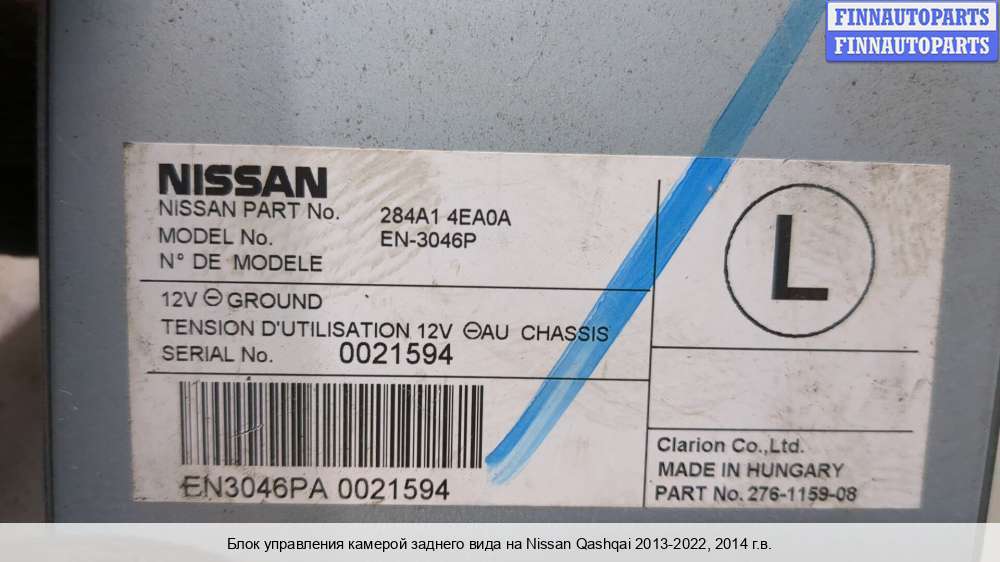 FINNAUTOPARTS
FINNAUTOPARTS
NISSAN
NISSAN PART No. 284A1 4EA0A
MODEL No. EN-3046P
N° DE MODELE
12V ⊖ GROUND
TENSION D'UTILISATION 12V ⊖AU CHASSIS
SERIAL No. 0021594
EN3046PA 0021594
L
Clarion Co.,Ltd.
MADE IN HUNGARY
PART No. 276-1159-08
Блок управления камерой заднего вида на Nissan Qashqai 2013-2022, 2014 г.в.